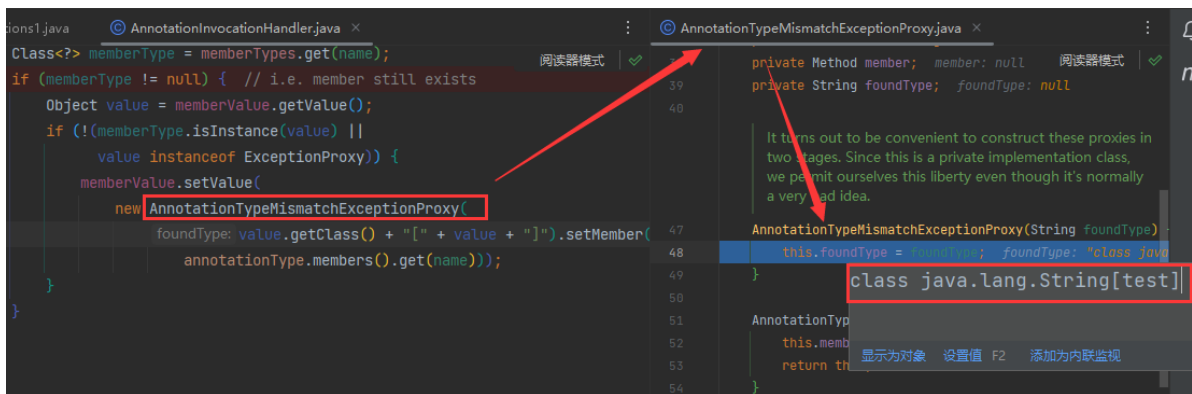 ions1.java
AnnotationInvocationHandler.java
Class<?> memberType = memberTypes.get(name);
阅读器模式
if (memberType != null) {  // i.e. member still exists
Object value = memberValue.getValue();
if (!(memberType.isInstance(value) ||
value instanceof ExceptionProxy)) {
memberValue.setValue(
new AnnotationTypeMismatchExceptionProxy(
foundType: value.getClass() + "[" + value + "]").setMember(
annotationType.members().get(name)));
}
}
AnnotationTypeMismatchExceptionProxy.java
private Method member;  member: null
阅读器模式
39 private String foundType;  foundType: null
40
It turns out to be convenient to construct these proxies in
two stages. Since this is a private implementation class,
we permit ourselves this liberty even though it's normally
a very bad idea.
47 AnnotationTypeMismatchExceptionProxy(String foundType)
48 this.foundType = foundType;  foundType: "class java
49 }
class java.lang.String[test]
50
51 AnnotationTyp
52 this.memb
53 return th
显示为对象 设置值 F2 添加为内联监视
54 }